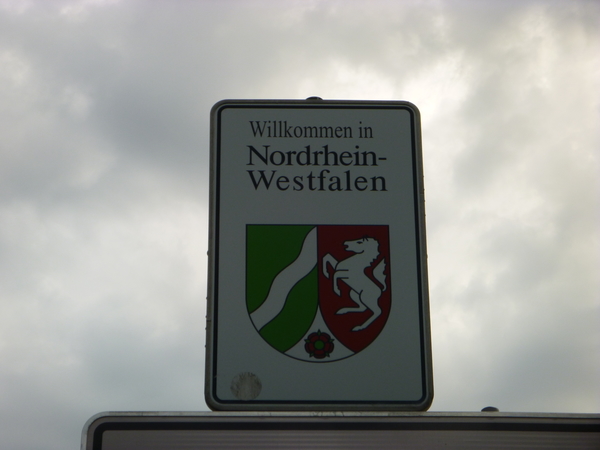 Willkommen in
Nordrhein-
Westfalen